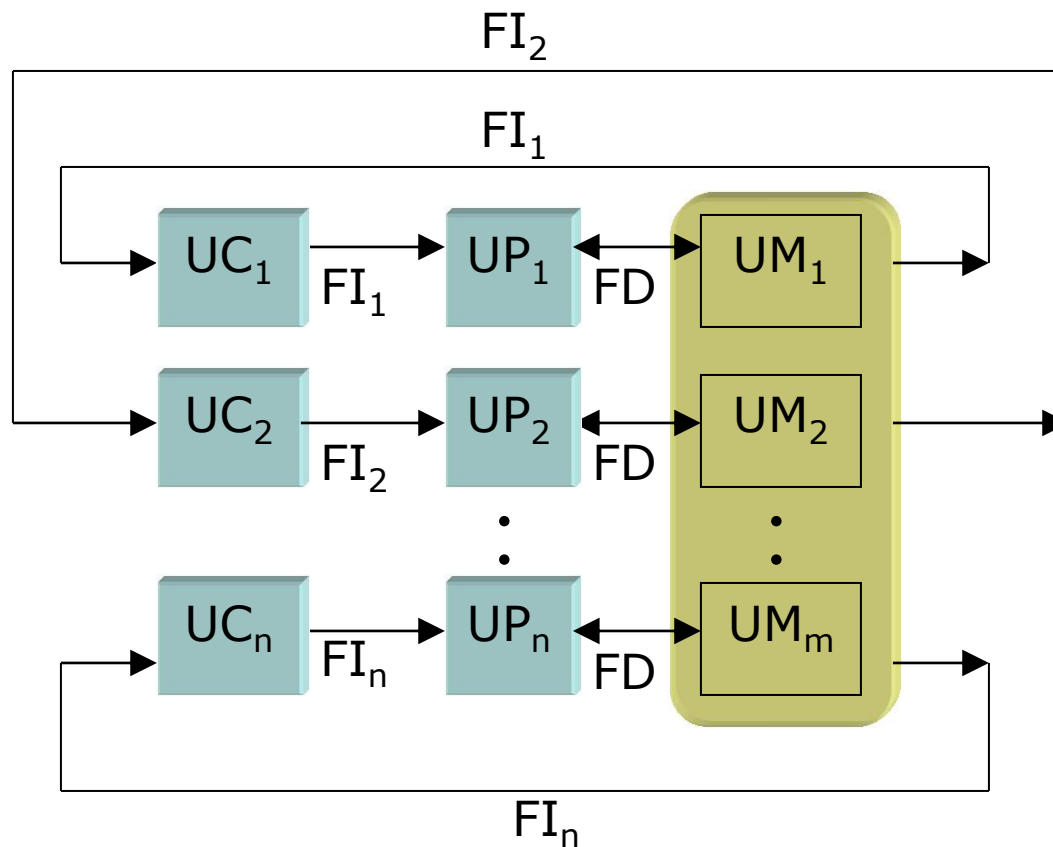 FI₂
FI₁
UC₁ UP₁ UM₁
FI₁ FD
UC₂ UP₂ UM₂
FI₂ FD
UCₙ UPₙ UMₘ
FIₙ FD
FIₙ